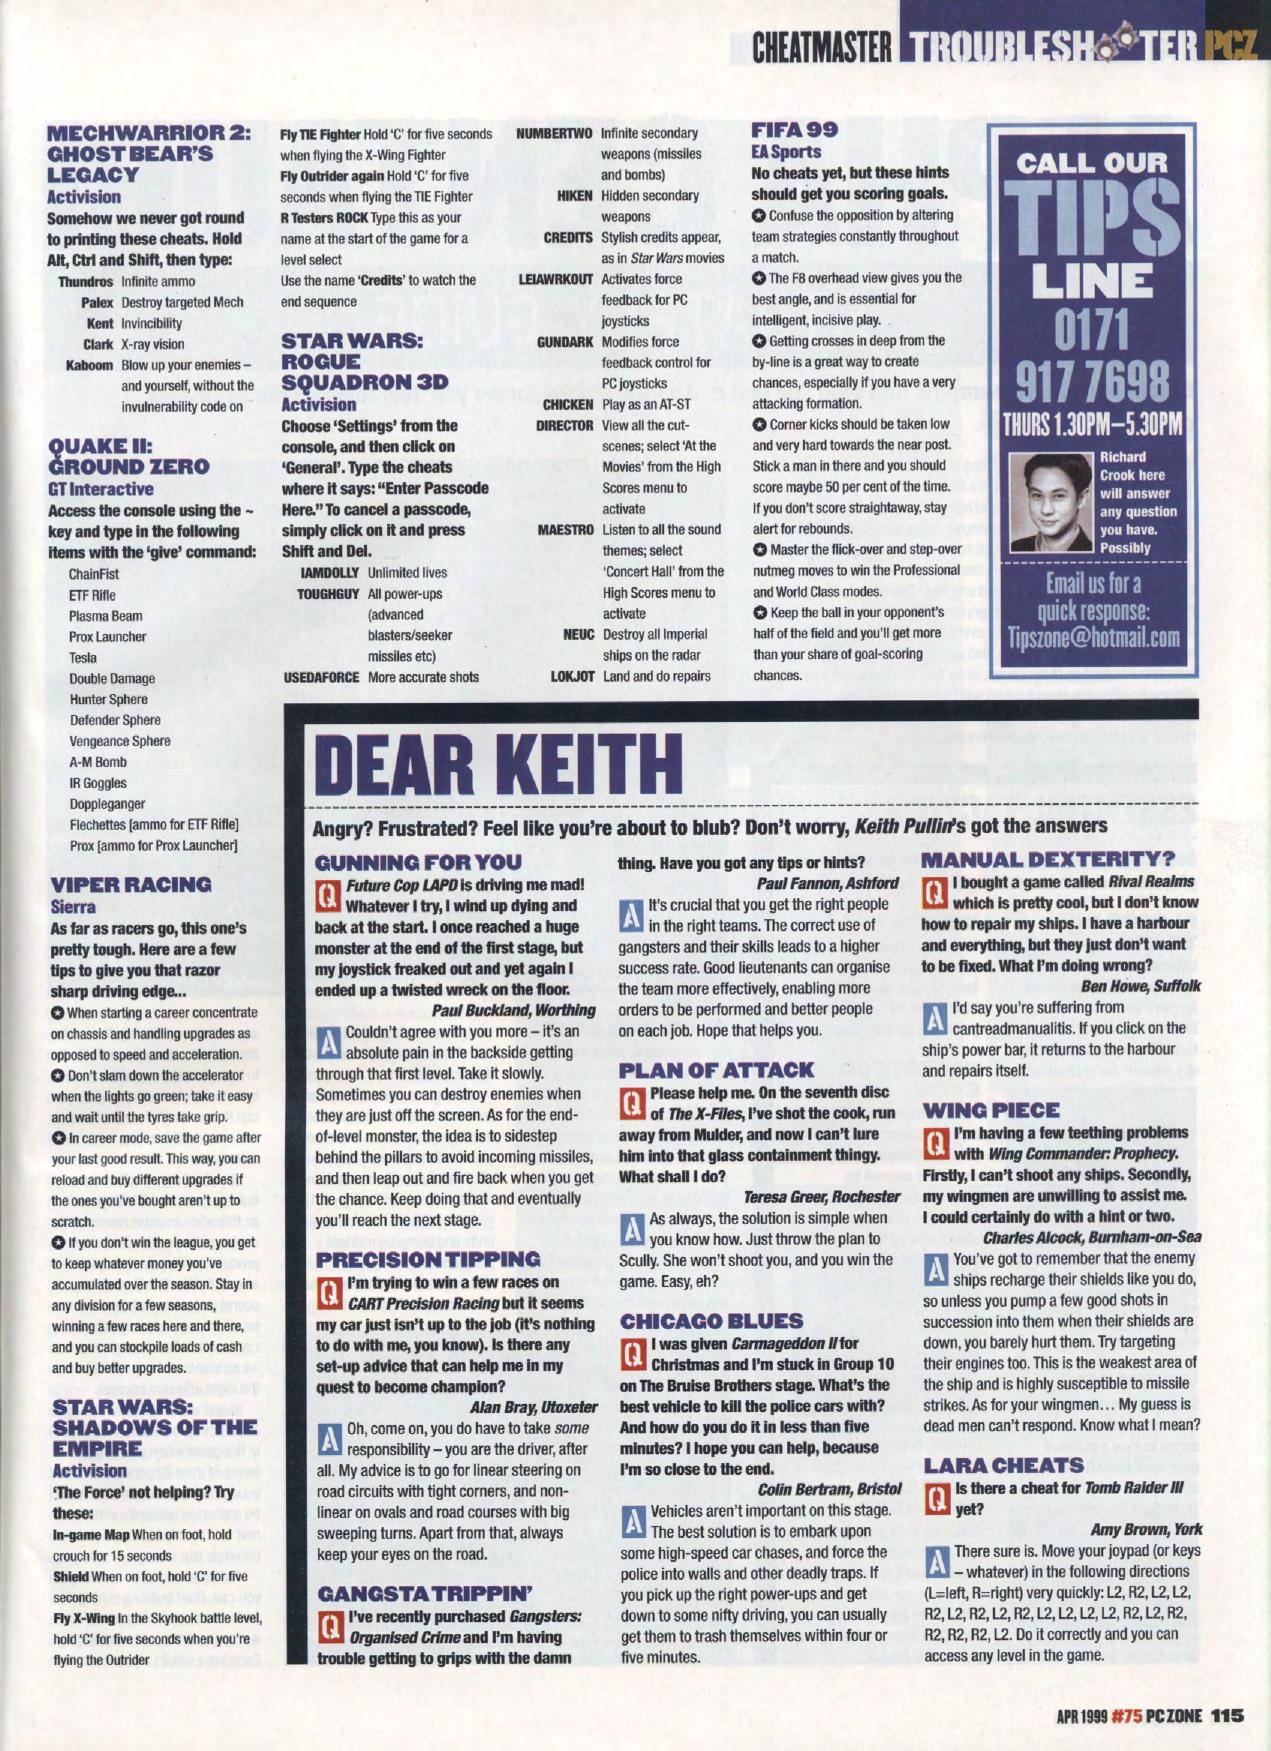 CHEATMASTER TROUBLESHOOTER PCZ
MECHWARRIOR 2:
GHOST BEAR'S
LEGACY
Activision
Somehow we never got round
to printing these cheats. Hold
Alt, Ctrl and Shift, then type:
Thundros Infinite ammo
Palex Destroy targeted Mech
Kent Invincibility
Clark X-ray vision
Kaboom Blow up your enemies –
and yourself, without the
invulnerability code on
QUAKE II:
GROUND ZERO
GT Interactive
Access the console using the ~
key and type in the following
items with the 'give' command:
ChainFist
ETF Rifle
Plasma Beam
Prox Launcher
Tesla
Double Damage
Hunter Sphere
Defender Sphere
Vengeance Sphere
A-M Bomb
IR Goggles
Doppleganger
Flechettes [ammo for ETF Rifle]
Prox [ammo for Prox Launcher]
VIPER RACING
Sierra
As far as racers go, this one's
pretty tough. Here are a few
tips to give you that razor
sharp driving edge...
✪ When starting a career concentrate
on chassis and handling upgrades as
opposed to speed and acceleration.
✪ Don't slam down the accelerator
when the lights go green; take it easy
and wait until the tyres take grip.
✪ In career mode, save the game after
your last good result. This way, you can
reload and buy different upgrades if
the ones you've bought aren't up to
scratch.
✪ If you don't win the league, you get
to keep whatever money you've
accumulated over the season. Stay in
any division for a few seasons,
winning a few races here and there,
and you can stockpile loads of cash
and buy better upgrades.
STAR WARS:
SHADOWS OF THE
EMPIRE
Activision
'The Force' not helping? Try
these:
In-game Map When on foot, hold
crouch for 15 seconds
Shield When on foot, hold 'C' for five
seconds
Fly X-Wing In the Skyhook battle level,
hold 'C' for five seconds when you're
flying the Outrider
Fly TIE Fighter Hold 'C' for five seconds
when flying the X-Wing Fighter
Fly Outrider again Hold 'C' for five
seconds when flying the TIE Fighter
R Testers ROCK Type this as your
name at the start of the game for a
level select
Use the name 'Credits' to watch the
end sequence
STAR WARS:
ROGUE
SQUADRON 3D
Activision
Choose 'Settings' from the
console, and then click on
'General'. Type the cheats
where it says: "Enter Passcode
Here." To cancel a passcode,
simply click on it and press
Shift and Del.
IAMDOLLY Unlimited lives
TOUGHGUY All power-ups
(advanced
blasters/seeker
missiles etc)
USEDAFORCE More accurate shots
NUMBERTWO Infinite secondary
weapons (missiles
and bombs)
HIKEN Hidden secondary
weapons
CREDITS Stylish credits appear,
as in Star Wars movies
LEIAWRKOUT Activates force
feedback for PC
joysticks
GUNDARK Modifies force
feedback control for
PC joysticks
CHICKEN Play as an AT-ST
DIRECTOR View all the cut-
scenes; select 'At the
Movies' from the High
Scores menu to
activate
MAESTRO Listen to all the sound
themes; select
'Concert Hall' from the
High Scores menu to
activate
NEUC Destroy all Imperial
ships on the radar
LOKJOT Land and do repairs
FIFA 99
EA Sports
No cheats yet, but these hints
should get you scoring goals.
✪ Confuse the opposition by altering
team strategies constantly throughout
a match.
✪ The F8 overhead view gives you the
best angle, and is essential for
intelligent, incisive play.
✪ Getting crosses in deep from the
by-line is a great way to create
chances, especially if you have a very
attacking formation.
✪ Corner kicks should be taken low
and very hard towards the near post.
Stick a man in there and you should
score maybe 50 per cent of the time.
If you don't score straightaway, stay
alert for rebounds.
✪ Master the flick-over and step-over
nutmeg moves to win the Professional
and World Class modes.
✪ Keep the ball in your opponent's
half of the field and you'll get more
than your share of goal-scoring
chances.
CALL OUR
TIPS
LINE
0171
917 7698
THURS 1.30PM–5.30PM
Richard
Crook here
will answer
any question
you have.
Possibly
Email us for a
quick response:
Tipszone@hotmail.com
DEAR KEITH
Angry? Frustrated? Feel like you're about to blub? Don't worry, Keith Pullin's got the answers
GUNNING FOR YOU
Q Future Cop LAPD is driving me mad!
Whatever I try, I wind up dying and
back at the start. I once reached a huge
monster at the end of the first stage, but
my joystick freaked out and yet again I
ended up a twisted wreck on the floor.
Paul Buckland, Worthing
A Couldn't agree with you more – it's an
absolute pain in the backside getting
through that first level. Take it slowly.
Sometimes you can destroy enemies when
they are just off the screen. As for the end-
of-level monster, the idea is to sidestep
behind the pillars to avoid incoming missiles,
and then leap out and fire back when you get
the chance. Keep doing that and eventually
you'll reach the next stage.
PRECISION TIPPING
Q I'm trying to win a few races on
CART Precision Racing but it seems
my car just isn't up to the job (it's nothing
to do with me, you know). Is there any
set-up advice that can help me in my
quest to become champion?
Alan Bray, Utoxeter
A Oh, come on, you do have to take some
responsibility – you are the driver, after
all. My advice is to go for linear steering on
road circuits with tight corners, and non-
linear on ovals and road courses with big
sweeping turns. Apart from that, always
keep your eyes on the road.
GANGSTA TRIPPIN'
Q I've recently purchased Gangsters:
Organised Crime and I'm having
trouble getting to grips with the damn
thing. Have you got any tips or hints?
Paul Fannon, Ashford
A It's crucial that you get the right people
in the right teams. The correct use of
gangsters and their skills leads to a higher
success rate. Good lieutenants can organise
the team more effectively, enabling more
orders to be performed and better people
on each job. Hope that helps you.
PLAN OF ATTACK
Q Please help me. On the seventh disc
of The X-Files, I've shot the cook, run
away from Mulder, and now I can't lure
him into that glass containment thingy.
What shall I do?
Teresa Greer, Rochester
A As always, the solution is simple when
you know how. Just throw the plan to
Scully. She won't shoot you, and you win the
game. Easy, eh?
CHICAGO BLUES
Q I was given Carmageddon II for
Christmas and I'm stuck in Group 10
on The Bruise Brothers stage. What's the
best vehicle to kill the police cars with?
And how do you do it in less than five
minutes? I hope you can help, because
I'm so close to the end.
Colin Bertram, Bristol
A Vehicles aren't important on this stage.
The best solution is to embark upon
some high-speed car chases, and force the
police into walls and other deadly traps. If
you pick up the right power-ups and get
down to some nifty driving, you can usually
get them to trash themselves within four or
five minutes.
MANUAL DEXTERITY?
Q I bought a game called Rival Realms
which is pretty cool, but I don't know
how to repair my ships. I have a harbour
and everything, but they just don't want
to be fixed. What I'm doing wrong?
Ben Howe, Suffolk
A I'd say you're suffering from
cantreadmanualitis. If you click on the
ship's power bar, it returns to the harbour
and repairs itself.
WING PIECE
Q I'm having a few teething problems
with Wing Commander: Prophecy.
Firstly, I can't shoot any ships. Secondly,
my wingmen are unwilling to assist me.
I could certainly do with a hint or two.
Charles Alcock, Burnham-on-Sea
A You've got to remember that the enemy
ships recharge their shields like you do,
so unless you pump a few good shots in
succession into them when their shields are
down, you barely hurt them. Try targeting
their engines too. This is the weakest area of
the ship and is highly susceptible to missile
strikes. As for your wingmen... My guess is
dead men can't respond. Know what I mean?
LARA CHEATS
Q Is there a cheat for Tomb Raider III
yet?
Amy Brown, York
A There sure is. Move your joypad (or keys
– whatever) in the following directions
(L=left, R=right) very quickly: L2, R2, L2, L2,
R2, L2, R2, L2, R2, L2, L2, L2, L2, R2, L2, R2,
R2, R2, R2, L2. Do it correctly and you can
access any level in the game.
APR 1999 #75 PC ZONE 115